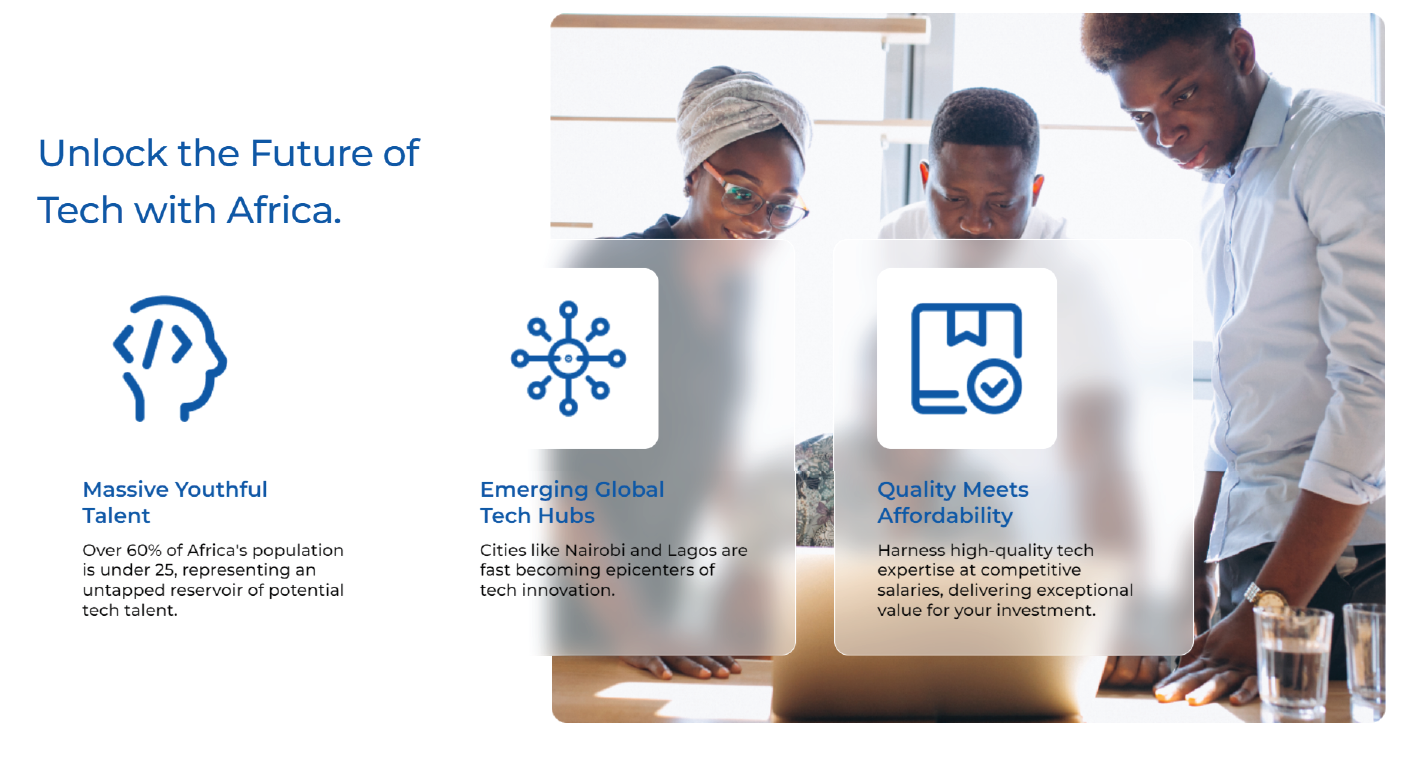 Unlock the Future of
Tech with Africa.
Massive Youthful
Talent
Over 60% of Africa's population
is under 25, representing an
untapped reservoir of potential
tech talent.
Emerging Global
Tech Hubs
Cities like Nairobi and Lagos are
fast becoming epicenters of
tech innovation.
Quality Meets
Affordability
Harness high-quality tech
expertise at competitive
salaries, delivering exceptional
value for your investment.